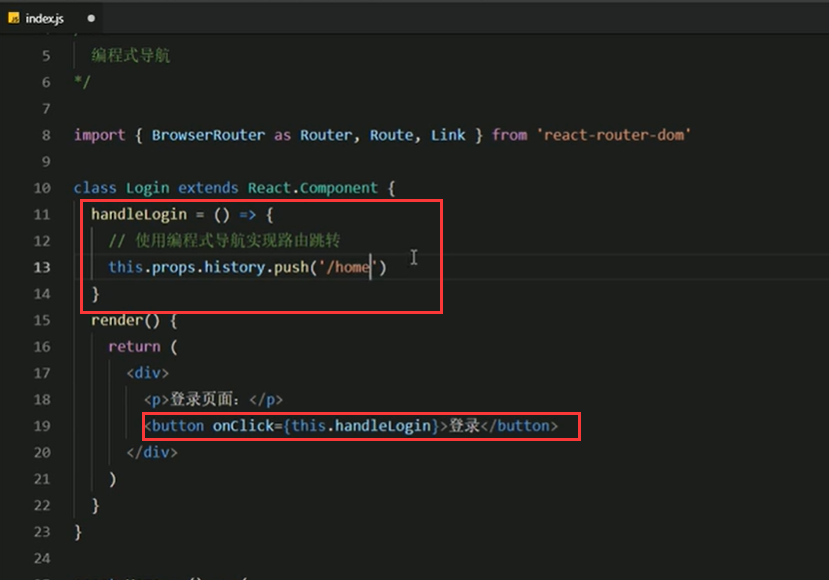 index.js
5 编程式导航
6 */
7
8 import { BrowserRouter as Router, Route, Link } from 'react-router-dom'
9
10 class Login extends React.Component {
11 handleLogin = () => {
12 // 使用编程式导航实现路由跳转
13 this.props.history.push('/home')
14 }
15 render() {
16 return (
17 <div>
18 <p>登录页面：</p>
19 <button onClick={this.handleLogin}>登录</button>
20 </div>
21 )
22 }
23 }
24